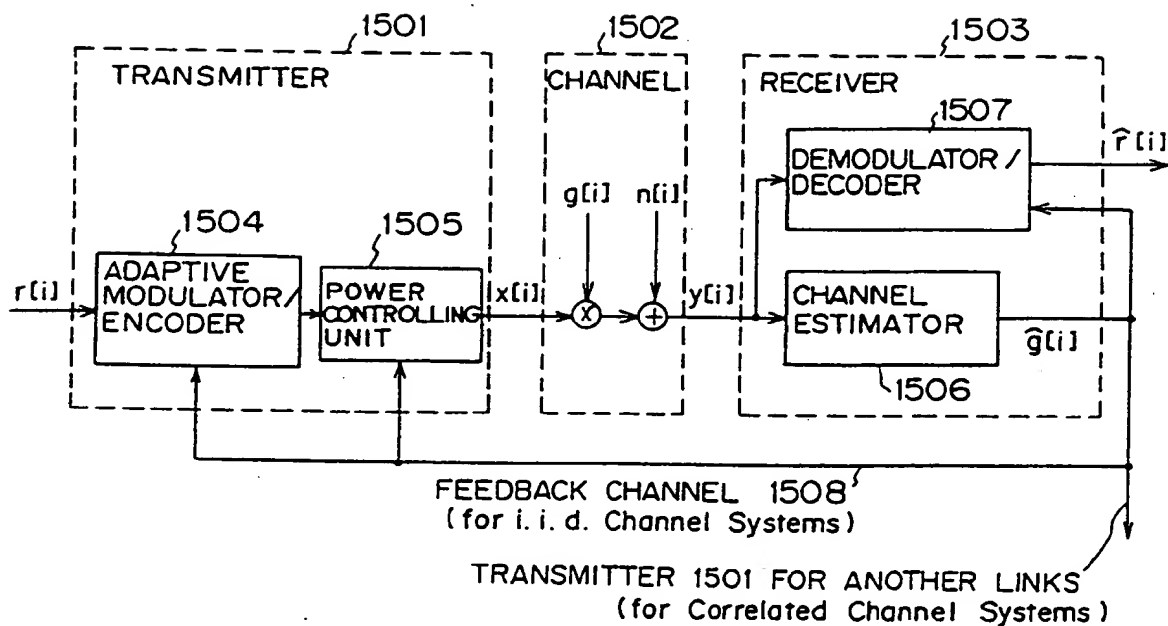 1501
1502
1503
TRANSMITTER
CHANNEL
RECEIVER
1507
DEMODULATOR/
DECODER
r̂[i]
g[i]
n[i]
1504
1505
ADAPTIVE
MODULATOR/
ENCODER
r[i]
POWER
CONTROLLING
UNIT
x[i]
X
+
y[i]
CHANNEL
ESTIMATOR
ĝ[i]
1506
FEEDBACK CHANNEL 1508
(for i. i. d. Channel Systems)
TRANSMITTER 1501 FOR ANOTHER LINKS
(for Correlated Channel Systems)